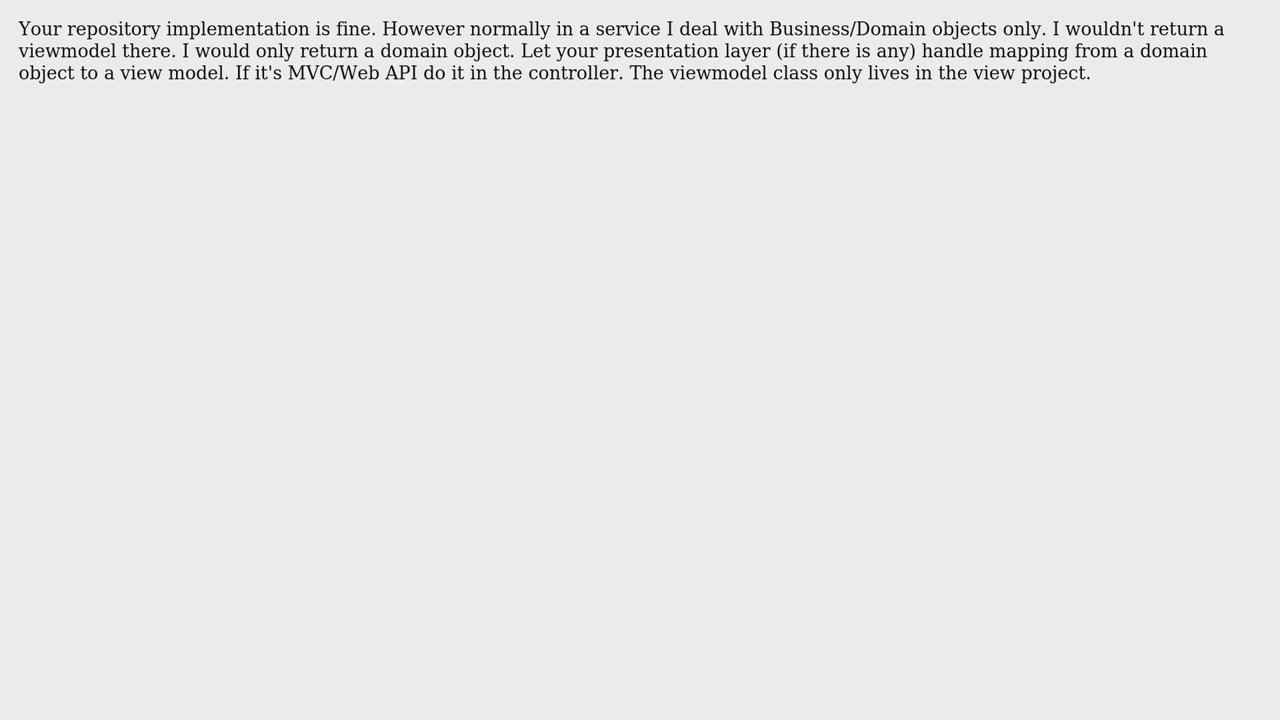 Your repository implementation is fine. However normally in a service I deal with Business/Domain objects only. I wouldn't return a
viewmodel there. I would only return a domain object. Let your presentation layer (if there is any) handle mapping from a domain
object to a view model. If it's MVC/Web API do it in the controller. The viewmodel class only lives in the view project.